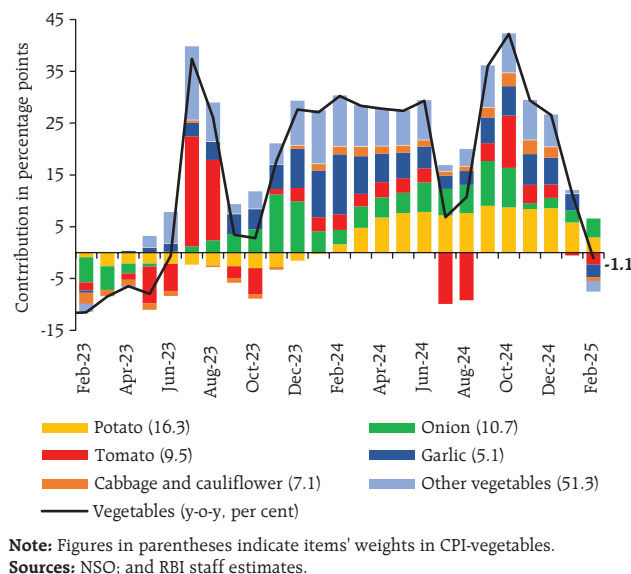 Contribution in percentage points
45
35
25
15
5
-5
-15
-1.1
Feb-23
Apr-23
Jun-23
Aug-23
Oct-23
Dec-23
Feb-24
Apr-24
Jun-24
Aug-24
Oct-24
Dec-24
Feb-25
Potato (16.3)
Onion (10.7)
Tomato (9.5)
Garlic (5.1)
Cabbage and cauliflower (7.1)
Other vegetables (51.3)
Vegetables (y-o-y, per cent)
Note: Figures in parentheses indicate items' weights in CPI-vegetables.
Sources: NSO; and RBI staff estimates.